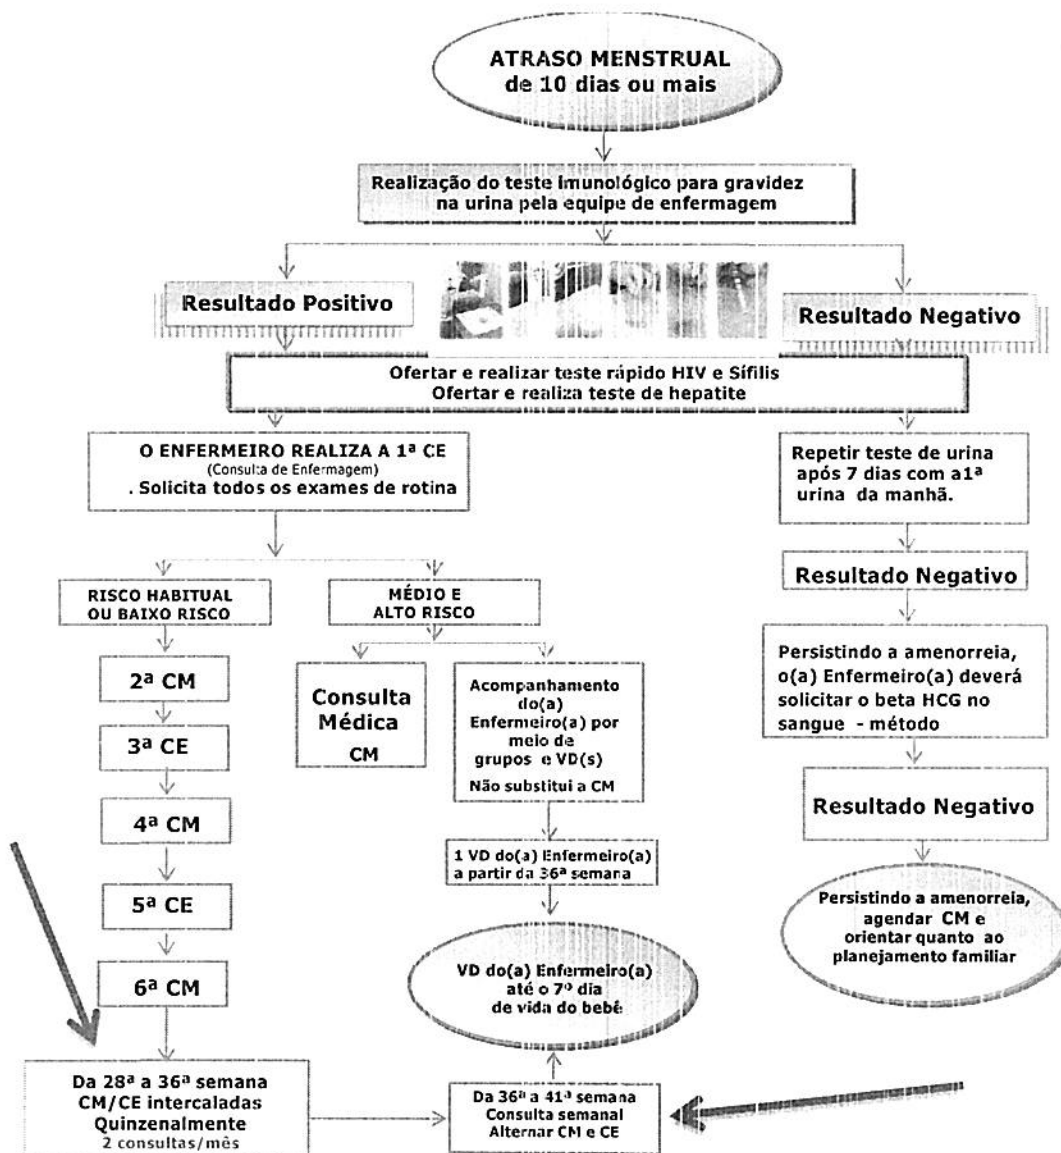 ATRASO MENSTRUAL
de 10 dias ou mais
Realização do teste imunológico para gravidez
na urina pela equipe de enfermagem
Resultado Positivo
Resultado Negativo
Ofertar e realizar teste rápido HIV e Sífilis
Ofertar e realiza teste de hepatite
O ENFERMEIRO REALIZA A 1ª CE
(Consulta de Enfermagem)
. Solicita todos os exames de rotina
Repetir teste de urina
após 7 dias com a1ª
urina da manhã.
Resultado Negativo
RISCO HABITUAL
OU BAIXO RISCO
MÉDIO E
ALTO RISCO
Persistindo a amenorreia,
o(a) Enfermeiro(a) deverá
solicitar o beta HCG no
sangue - método
2ª CM
3ª CE
4ª CM
5ª CE
6ª CM
Consulta
Médica
CM
Acompanhamento
do(a)
Enfermeiro(a) por
meio de
grupos e VD(s)
Não substitui a CM
Resultado Negativo
1 VD do(a) Enfermeiro(a)
a partir da 36ª semana
Persistindo a amenorreia,
agendar CM e
orientar quanto ao
planejamento familiar
VD do(a) Enfermeiro(a)
até o 7º dia
de vida do bebê
Da 28ª a 36ª semana
CM/CE intercaladas
Quinzenalmente
2 consultas/mês
Da 36ª a 41ª semana
Consulta semanal
Alternar CM e CE